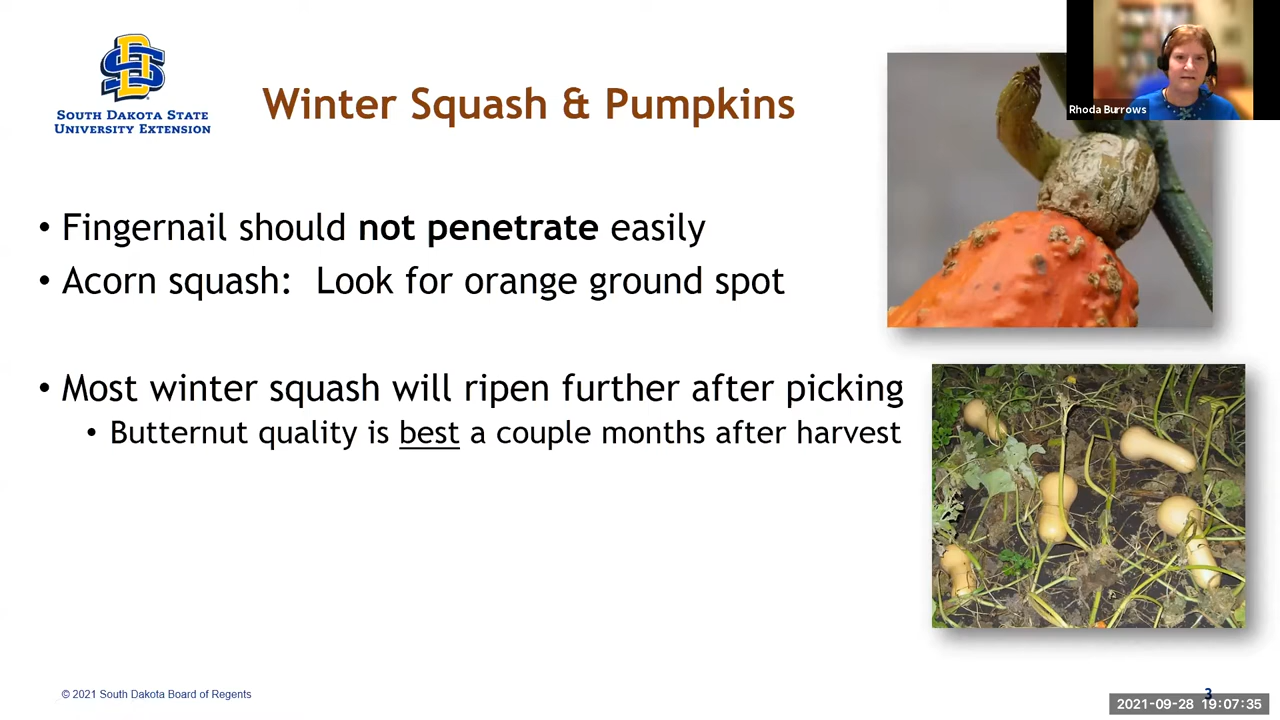 SOUTH DAKOTA STATE
UNIVERSITY EXTENSION
Winter Squash & Pumpkins
Rhoda Burrows
• Fingernail should not penetrate easily
• Acorn squash: Look for orange ground spot
• Most winter squash will ripen further after picking
• Butternut quality is best a couple months after harvest
© 2021 South Dakota Board of Regents
3
2021-09-28 19:07:35